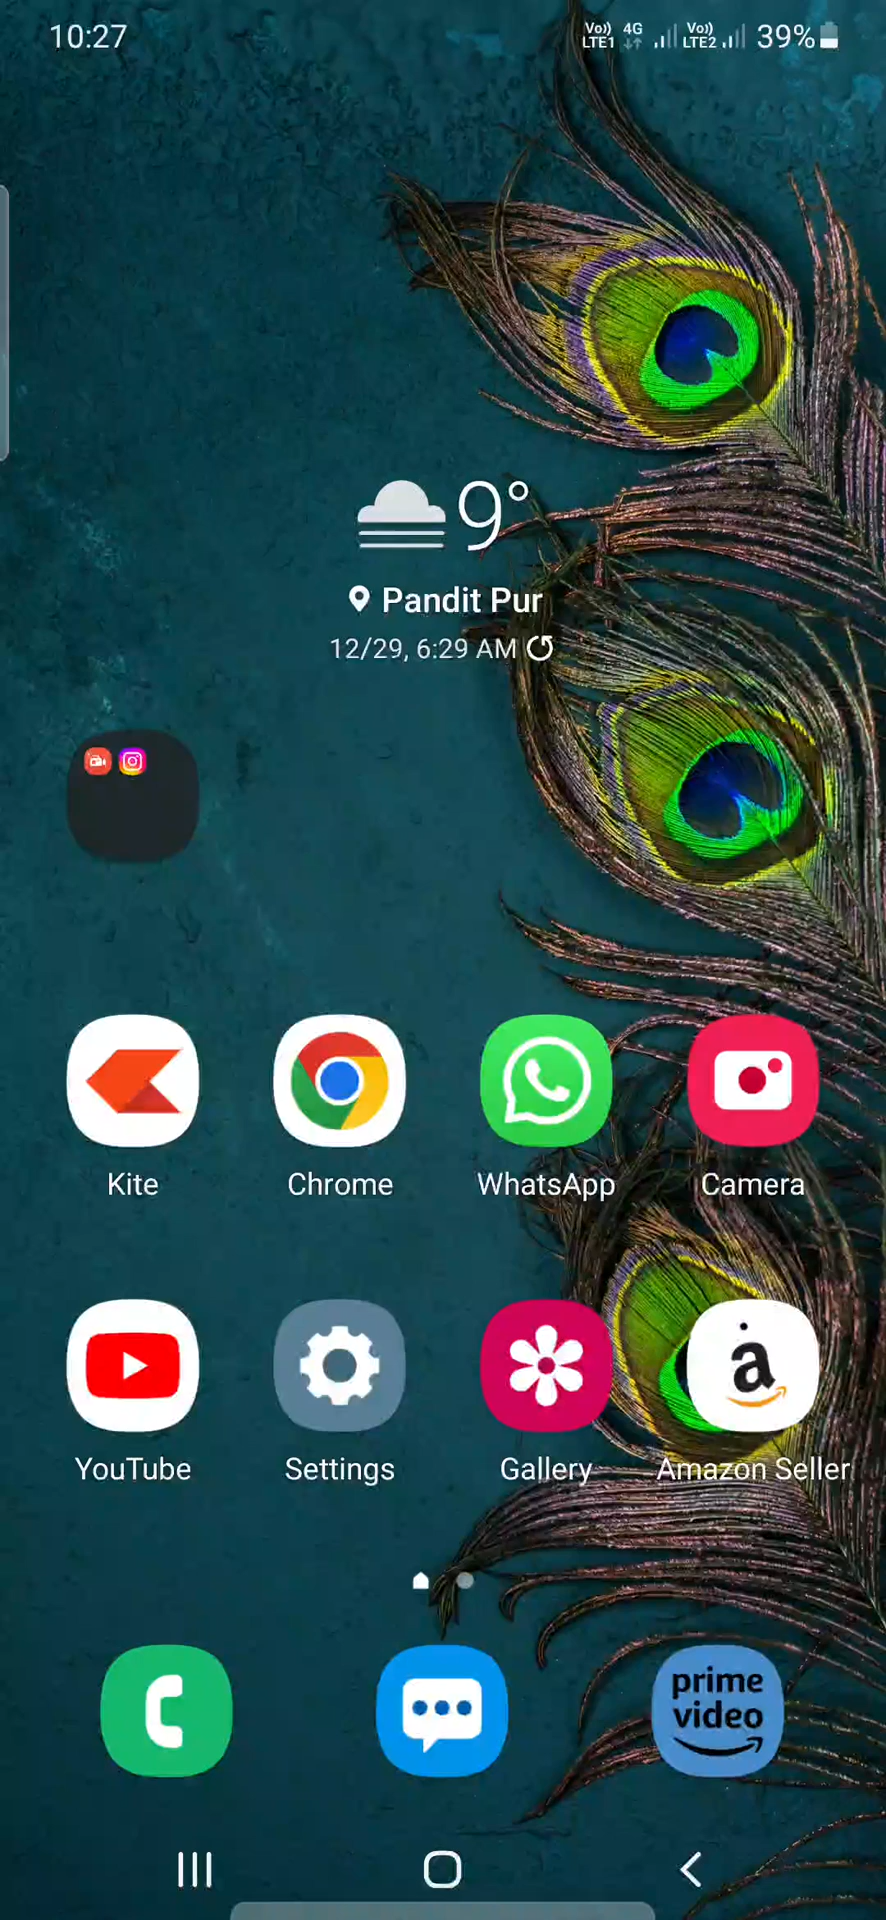 10:27
Vo)) 4G Vo)) 39%
LTE1 LTE2
9°
Pandit Pur
12/29, 6:29 AM
Kite
Chrome
WhatsApp
Camera
a
YouTube
Settings
Gallery
Amazon Seller
prime
video